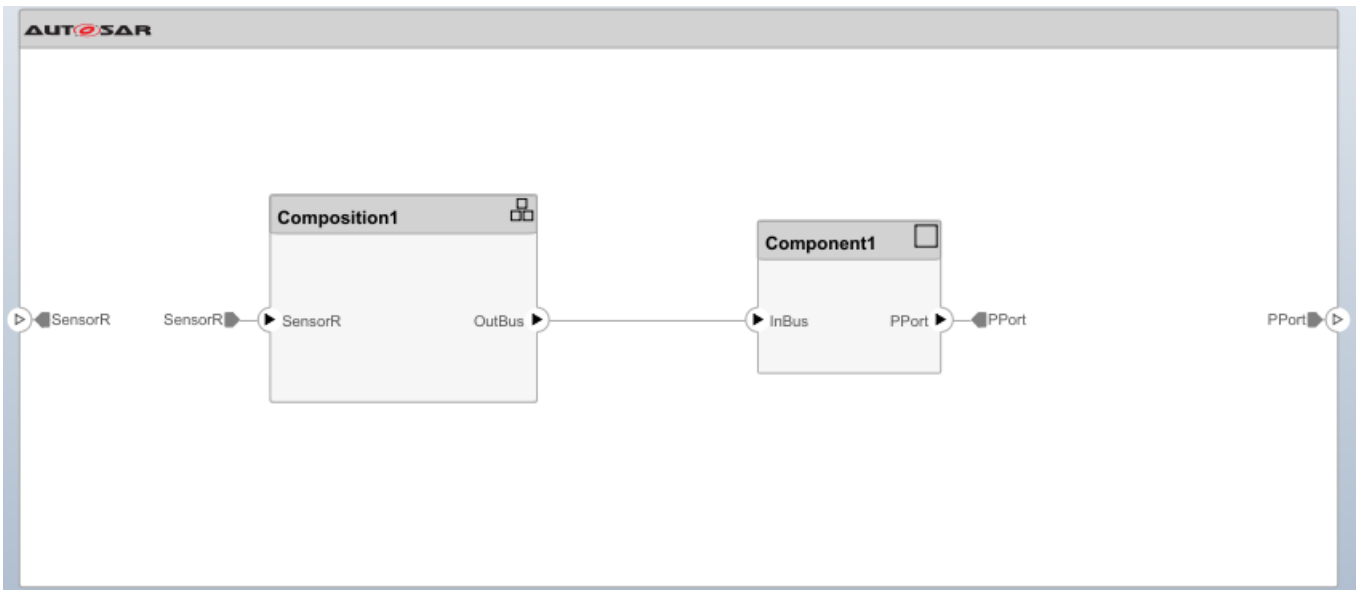 AUTOSAR
Composition1
Component1
SensorR
SensorR
SensorR
OutBus
InBus
PPort
PPort
PPort